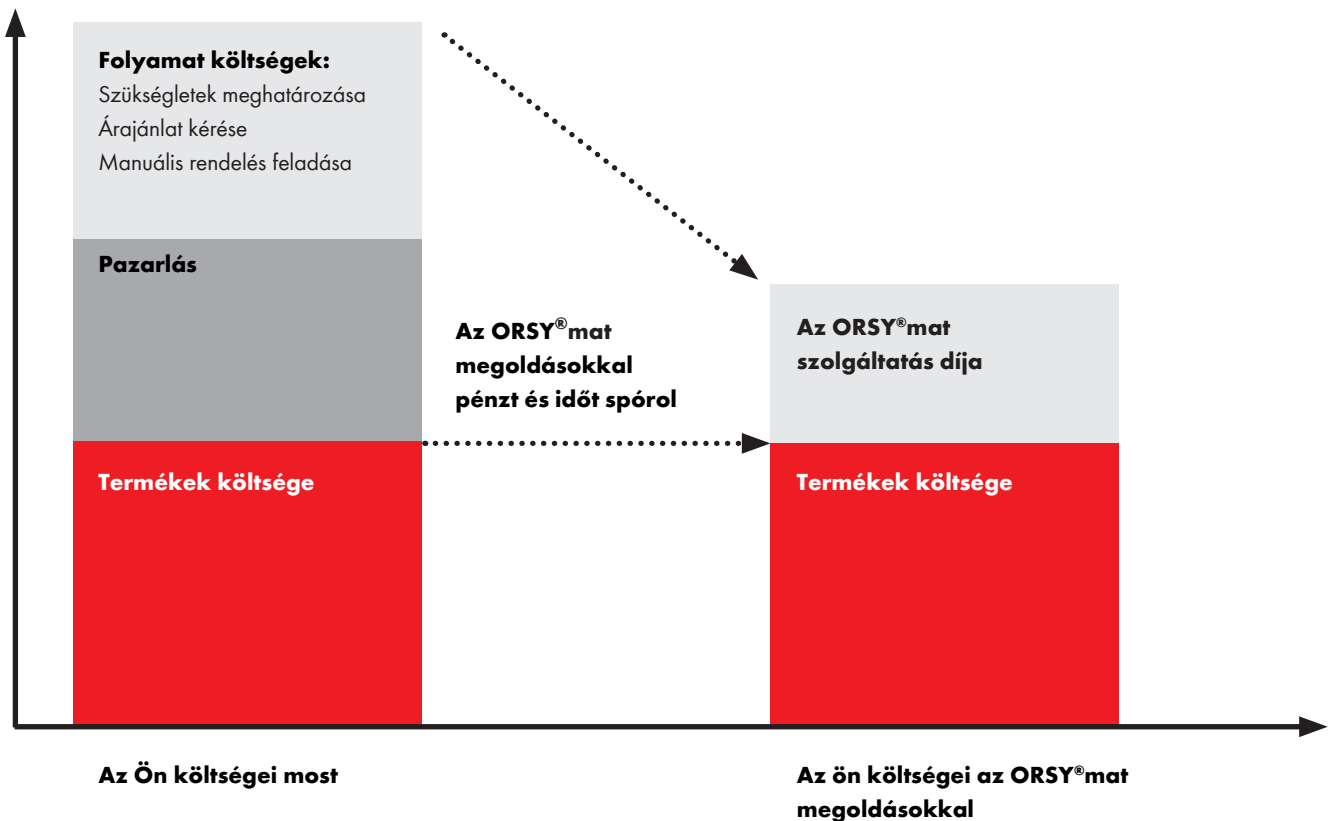 Folyamat költségek:
Szükségletek meghatározása
Árajánlat kérése
Manuális rendelés feladása
Pazarlás
Termékek költsége
Az ORSY®mat
megoldásokkal
pénzt és időt spórol
Az ORSY®mat
szolgáltatás díja
Termékek költsége
Az Ön költségei most
Az ön költségei az ORSY®mat
megoldásokkal